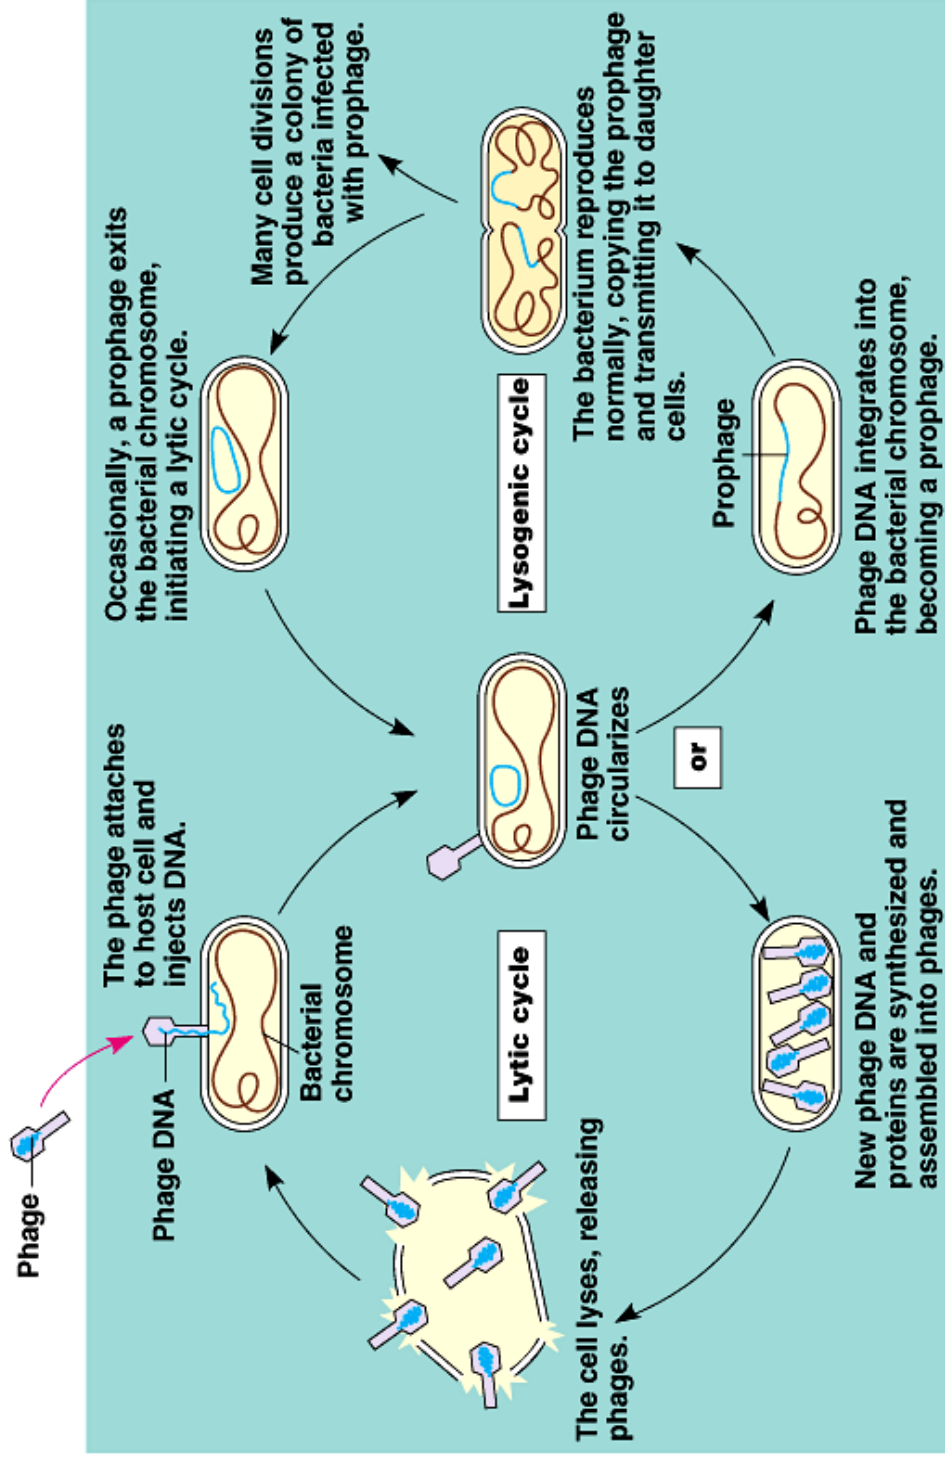 Phage
Phage DNA
The phage attaches
to host cell and
injects DNA.
Bacterial
chromosome
Occasionally, a prophage exits
the bacterial chromosome,
initiating a lytic cycle.
Many cell divisions
produce a colony of
bacteria infected
with prophage.
The cell lyses, releasing
phages.
Lytic cycle
Phage DNA
circularizes
Lysogenic cycle
The bacterium reproduces
normally, copying the prophage
and transmitting it to daughter
cells.
or
Prophage
New phage DNA and
proteins are synthesized and
assembled into phages.
Phage DNA integrates into
the bacterial chromosome,
becoming a prophage.